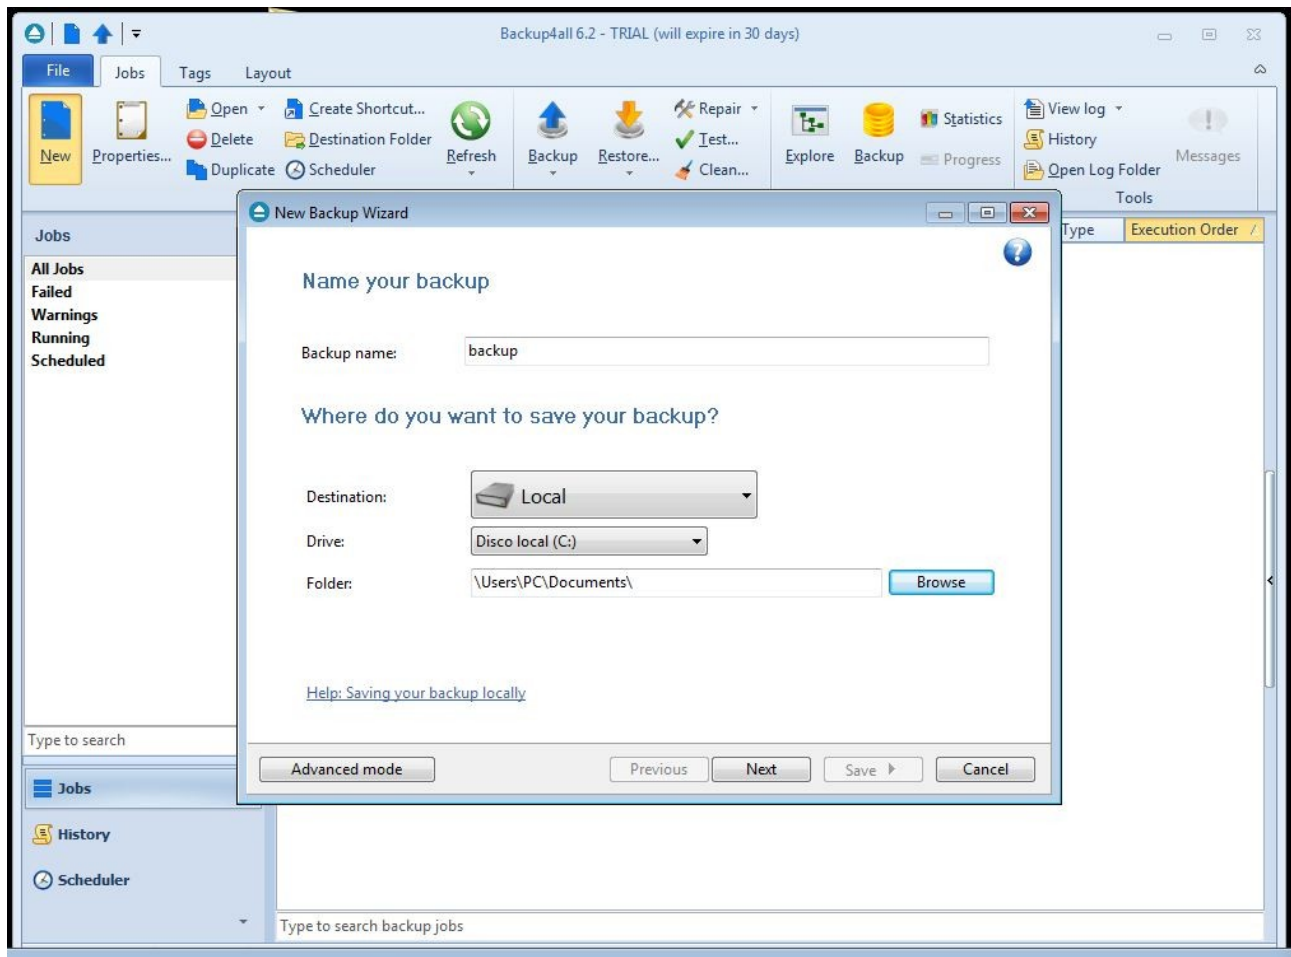 Backup4all 6.2 - TRIAL (will expire in 30 days)
File Jobs Tags Layout
New
Properties...
Open
Delete
Duplicate
Create Shortcut...
Destination Folder
Scheduler
Refresh
Backup
Restore...
Repair
Test...
Clean...
Explore
Backup
Statistics
Progress
View log
History
Open Log Folder
Messages
Tools
Jobs
All Jobs
Failed
Warnings
Running
Scheduled
Type to search
Jobs
History
Scheduler
Type Execution Order
New Backup Wizard
Name your backup
Backup name: backup
Where do you want to save your backup?
Destination: Local
Drive: Disco local (C:)
Folder: \Users\PC\Documents\ Browse
Help: Saving your backup locally
Advanced mode Previous Next Save Cancel
Type to search backup jobs